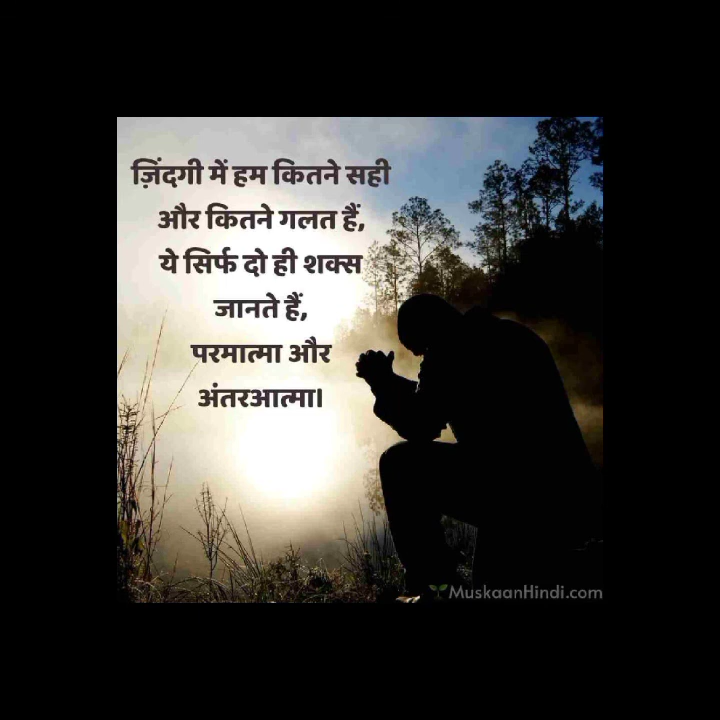 ज़िंदगी में हम कितने सही
और कितने गलत हैं,
ये सिर्फ दो ही शक्स
जानते हैं,
परमात्मा और
अंतरआत्मा।
MuskaanHindi.com